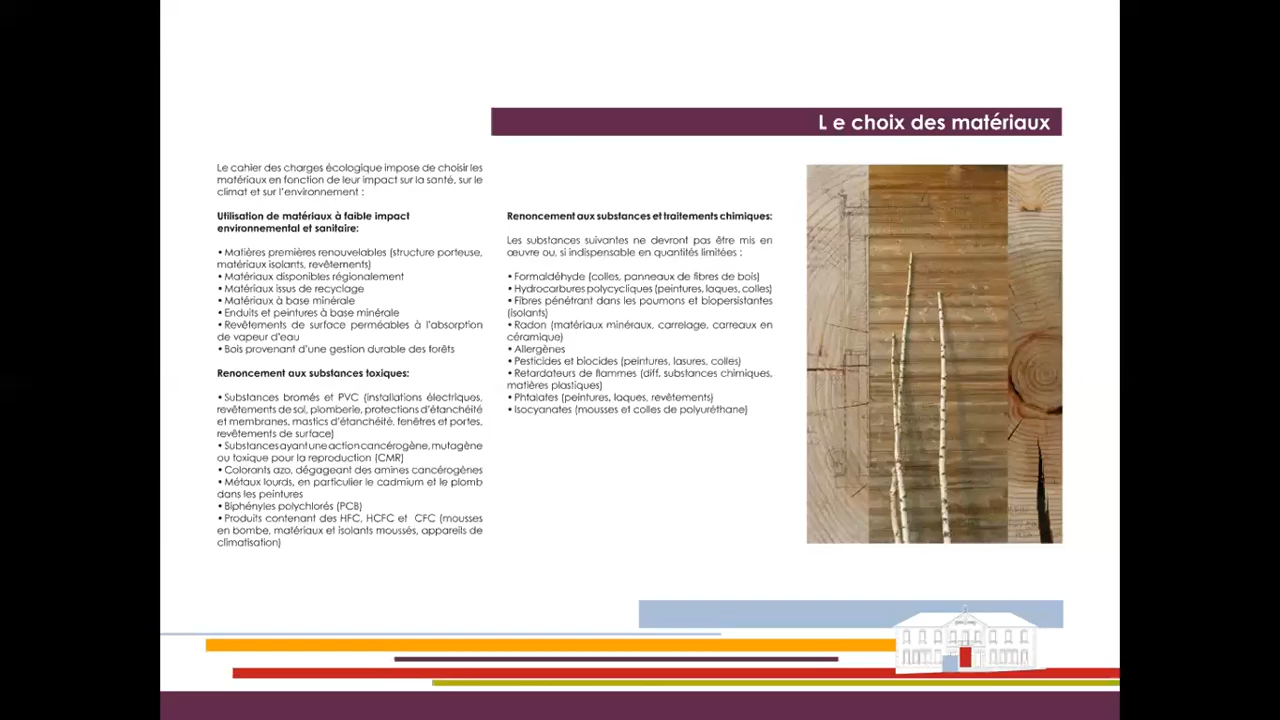 L e choix des matériaux
Le cahier des charges écologique impose de choisir les
matériaux en fonction de leur impact sur la santé, sur le
climat et sur l'environnement :
Utilisation de matériaux à faible impact
environnemental et sanitaire:
• Matières premières renouvelables (structure porteuse,
matériaux isolants, revêtements)
• Matériaux disponibles régionalement
• Matériaux issus de recyclage
• Matériaux à base minérale
• Enduits et peintures à base minérale
• Revêtements de surface perméables à l'absorption
de vapeur d'eau
• Bois provenant d'une gestion durable des forêts
Renoncement aux substances toxiques:
• Substances bromés et PVC (installations électriques,
revêtements de sol, plomberie, protections d'étanchéité
et membranes, mastics d'étanchéité, fenêtres et portes,
revêtements de surface)
• Substances ayant une action cancérogène, mutagène
ou toxique pour la reproduction (CMR)
• Colorants azo, dégageant des amines cancérogènes
• Métaux lourds, en particulier le cadmium et le plomb
dans les peintures
• Biphényles polychlorés (PCB)
• Produits contenant des HFC, HCFC et CFC (mousses
en bombe, matériaux et isolants moussés, appareils de
climatisation)
Renoncement aux substances et traitements chimiques:
Les substances suivantes ne devront pas être mis en
œuvre ou, si indispensable en quantités limitées :
• Formaldéhyde (colles, panneaux de fibres de bois)
• Hydrocarbures polycycliques (peintures, laques, colles)
• Fibres pénétrant dans les poumons et biopersistantes
(isolants)
• Radon (matériaux minéraux, carrelage, carreaux en
céramique)
• Allergènes
• Pesticides et biocides (peintures, lasures, colles)
• Retardateurs de flammes (diff. substances chimiques,
matières plastiques)
• Phtalates (peintures, laques, revêtements)
• Isocyanates (mousses et colles de polyuréthane)